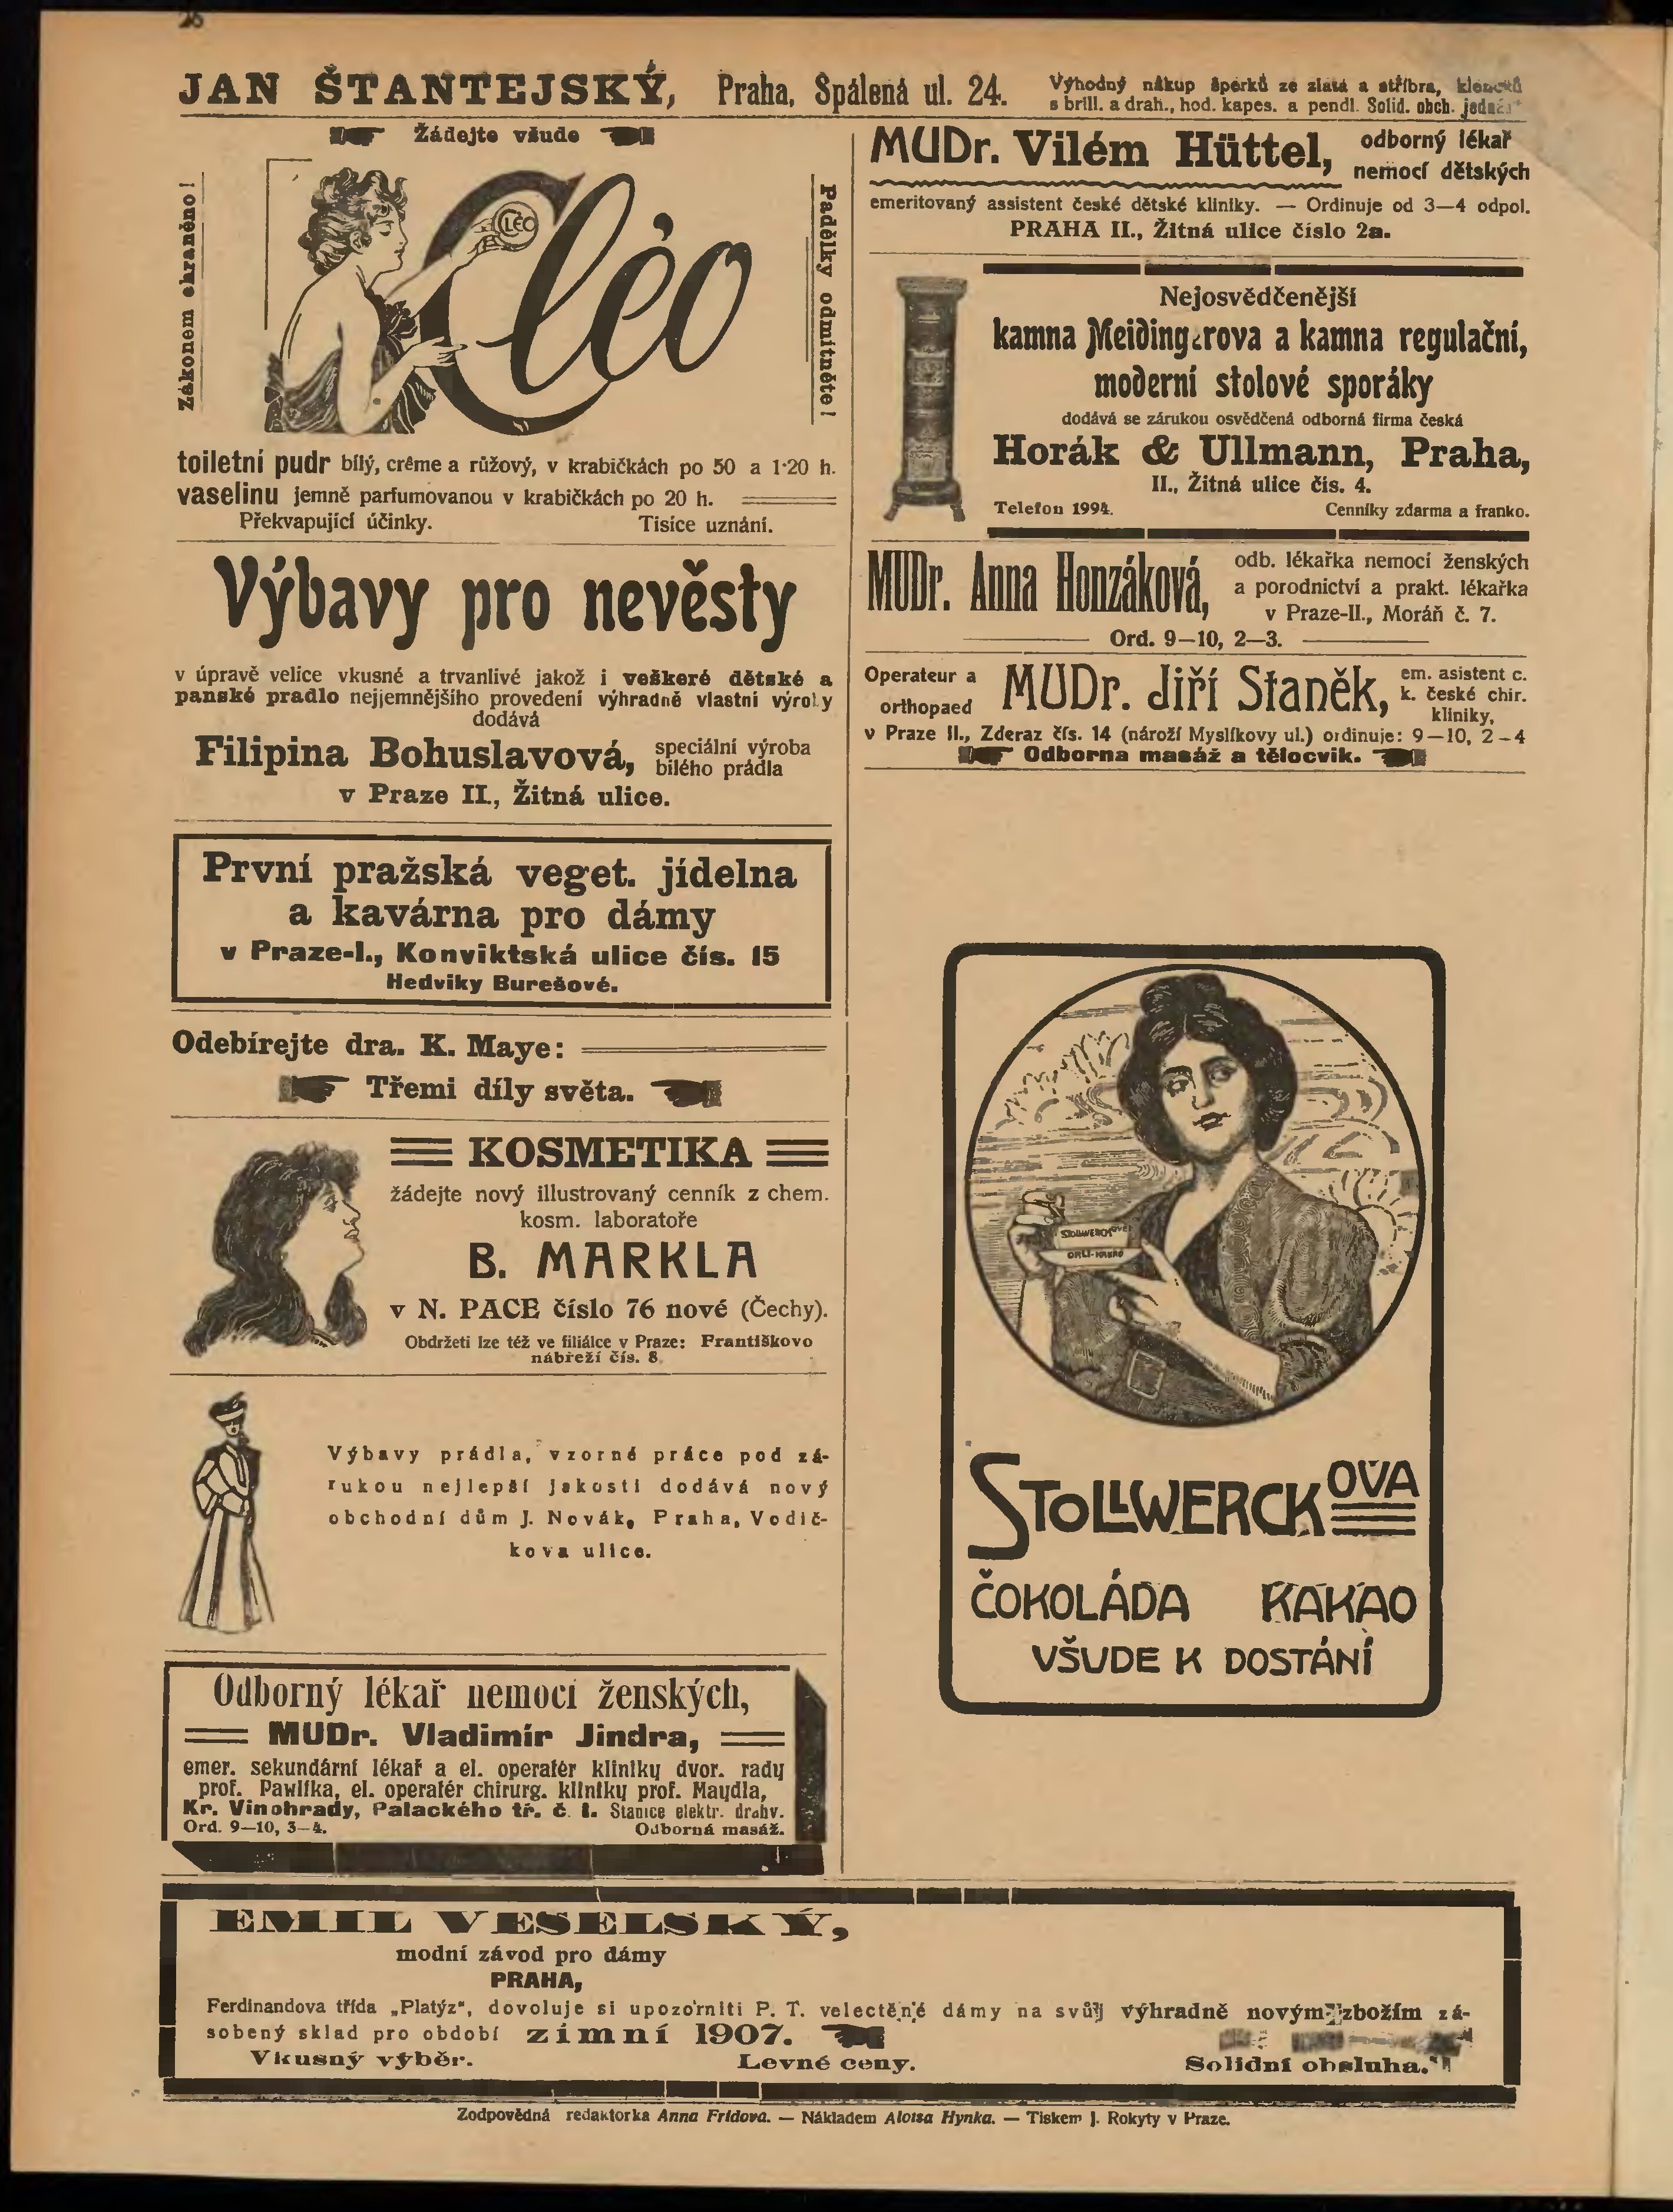 JAN ŠTANTEJSKÝ, Praha, Spálená ul. 24.
Výhodný nákup šperků ze zlata a stříbra, klenotů
s brill. a drah., hod. kapes. a pendl. Solid. obch.
Žádejte všude
Zákonem chráněno!
CLÉO
Cléo
Padělky odmítněte!
toiletní pudr bílý, crême a růžový, v krabičkách po 50 a 1·20 h.
vaselinu jemně parfumovanou v krabičkách po 20 h.
Překvapující účinky. Tisíce uznání.
Výbavy pro nevěsty
v úpravě velice vkusné a trvanlivé jakož i veškeré dětské a
panské pradlo nejjemnějšího provedení výhradně vlastní výroby
dodává
Filipina Bohuslavová, speciální výroba
bílého prádla
v Praze II., Žitná ulice.
První pražská veget. jídelna
a kavárna pro dámy
v Praze-I., Konviktská ulice čís. 15
Hedviky Burešové.
Odebírejte dra. K. Maye:
Třemi díly světa.
KOSMETIKA
žádejte nový illustrovaný cenník z chem.
kosm. laboratoře
B. MARKLA
v N. PACE číslo 76 nové (Čechy).
Obdržeti lze též ve filiálce v Praze: Františkovo
nábřeží čís. 8.
Výbavy prádla, vzorné práce pod zá-
rukou nejlepší jakosti dodává nový
obchodní dům J. Novák, Praha, Vodič-
kova ulice.
Odborný lékař nemocí ženských,
MUDr. Vladimír Jindra,
emer. sekundární lékař a el. operatér kliniky dvor. rady
prof. Pawlíka, el. operatér chirurg. kliniky prof. Maydla,
Kr. Vinohrady, Palackého tř. č. 1. Stanice elektr. dráhy.
Ord. 9—10, 3—4. Odborná masáž.
MUDr. Vilém Hüttel, odborný lékař
nemocí dětských
emeritovaný assistent české dětské kliniky. — Ordinuje od 3—4 odpol.
PRAHA II., Žitná ulice číslo 2a.
Nejosvědčenější
kamna Meidingerova a kamna regulační,
moderní stolové sporáky
dodává se zárukou osvědčená odborná firma česká
Horák & Ullmann, Praha,
II., Žitná ulice čís. 4.
Telefon 1994. Cenníky zdarma a franko.
MUDr. Anna Honzáková, odb. lékařka nemocí ženských
a porodnictví a prakt. lékařka
v Praze-II., Moráň č. 7.
Ord. 9—10, 2—3.
Operateur a
orthopaed
MUDr. Jiří Staněk, em. asistent c.
k. české chir.
kliniky,
v Praze II., Zderaz čís. 14 (nároží Myslíkovy ul.) ordinuje: 9—10, 2—4
Odborna masáž a tělocvik.
STOLLWERCKOVA
ČOKOLÁDA KAKAO
VŠUDE K DOSTÁNÍ
EMIL VESELSKÝ,
modní závod pro dámy
PRAHA,
Ferdinandova třída „Platýz“, dovoluje si upozorniti P. T. velectěné dámy na svůj výhradně novým zbožím zá-
sobený sklad pro období zimní 1907.
Vkusný výběr. Levné ceny. Solidní obsluha.
Zodpovědná redaktorka Anna Frídova. — Nákladem Aloisa Hynka. — Tiskem J. Rokyty v Praze.